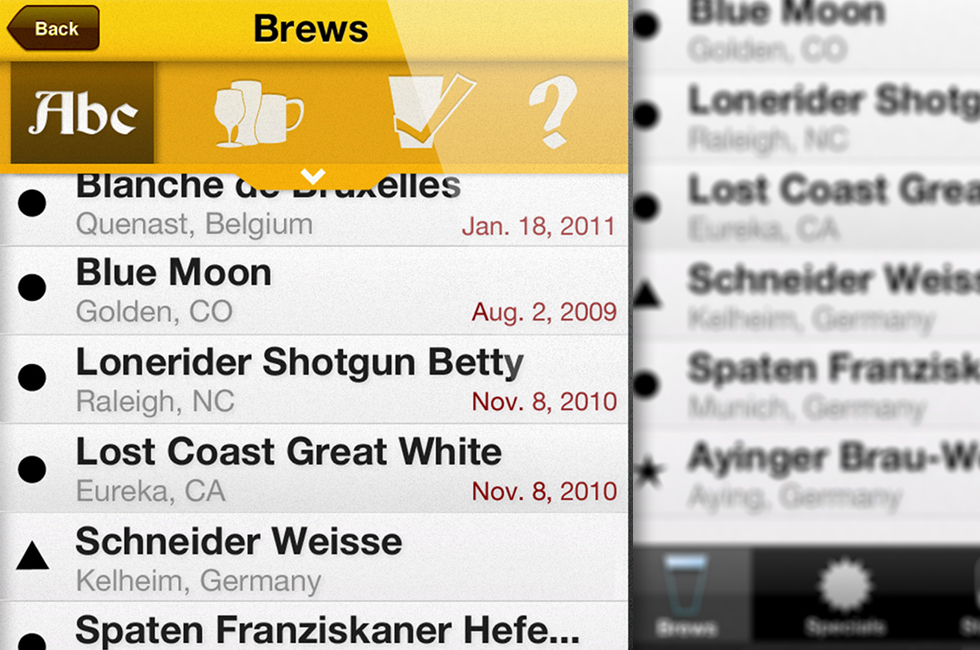 Back
Brews
Abc
?
Blanche de Bruxelles
Quenast, Belgium
Jan. 18, 2011
Blue Moon
Golden, CO
Aug. 2, 2009
Lonerider Shotgun Betty
Raleigh, NC
Nov. 8, 2010
Lost Coast Great White
Eureka, CA
Nov. 8, 2010
Schneider Weisse
Kelheim, Germany
Spaten Franziskaner Hefe...
Blue Moon
Golden, CO
Lonerider Shotg
Raleigh, NC
Lost Coast Grea
Eureka, CA
Schneider Weiss
Kelheim, Germany
Spaten Franzisk
Munich, Germany
Ayinger Brau-W
Aying, Germany
Brews
Specials